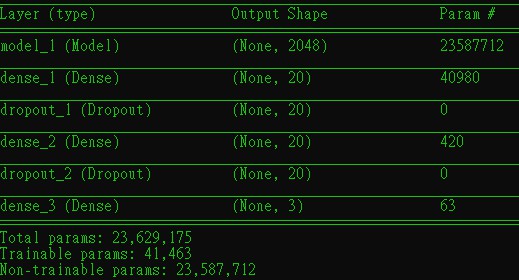 Layer (type) Output Shape Param #
model_1 (Model) (None, 2048) 23587712
dense_1 (Dense) (None, 20) 40980
dropout_1 (Dropout) (None, 20) 0
dense_2 (Dense) (None, 20) 420
dropout_2 (Dropout) (None, 20) 0
dense_3 (Dense) (None, 3) 63
Total params: 23,629,175
Trainable params: 41,463
Non-trainable params: 23,587,712